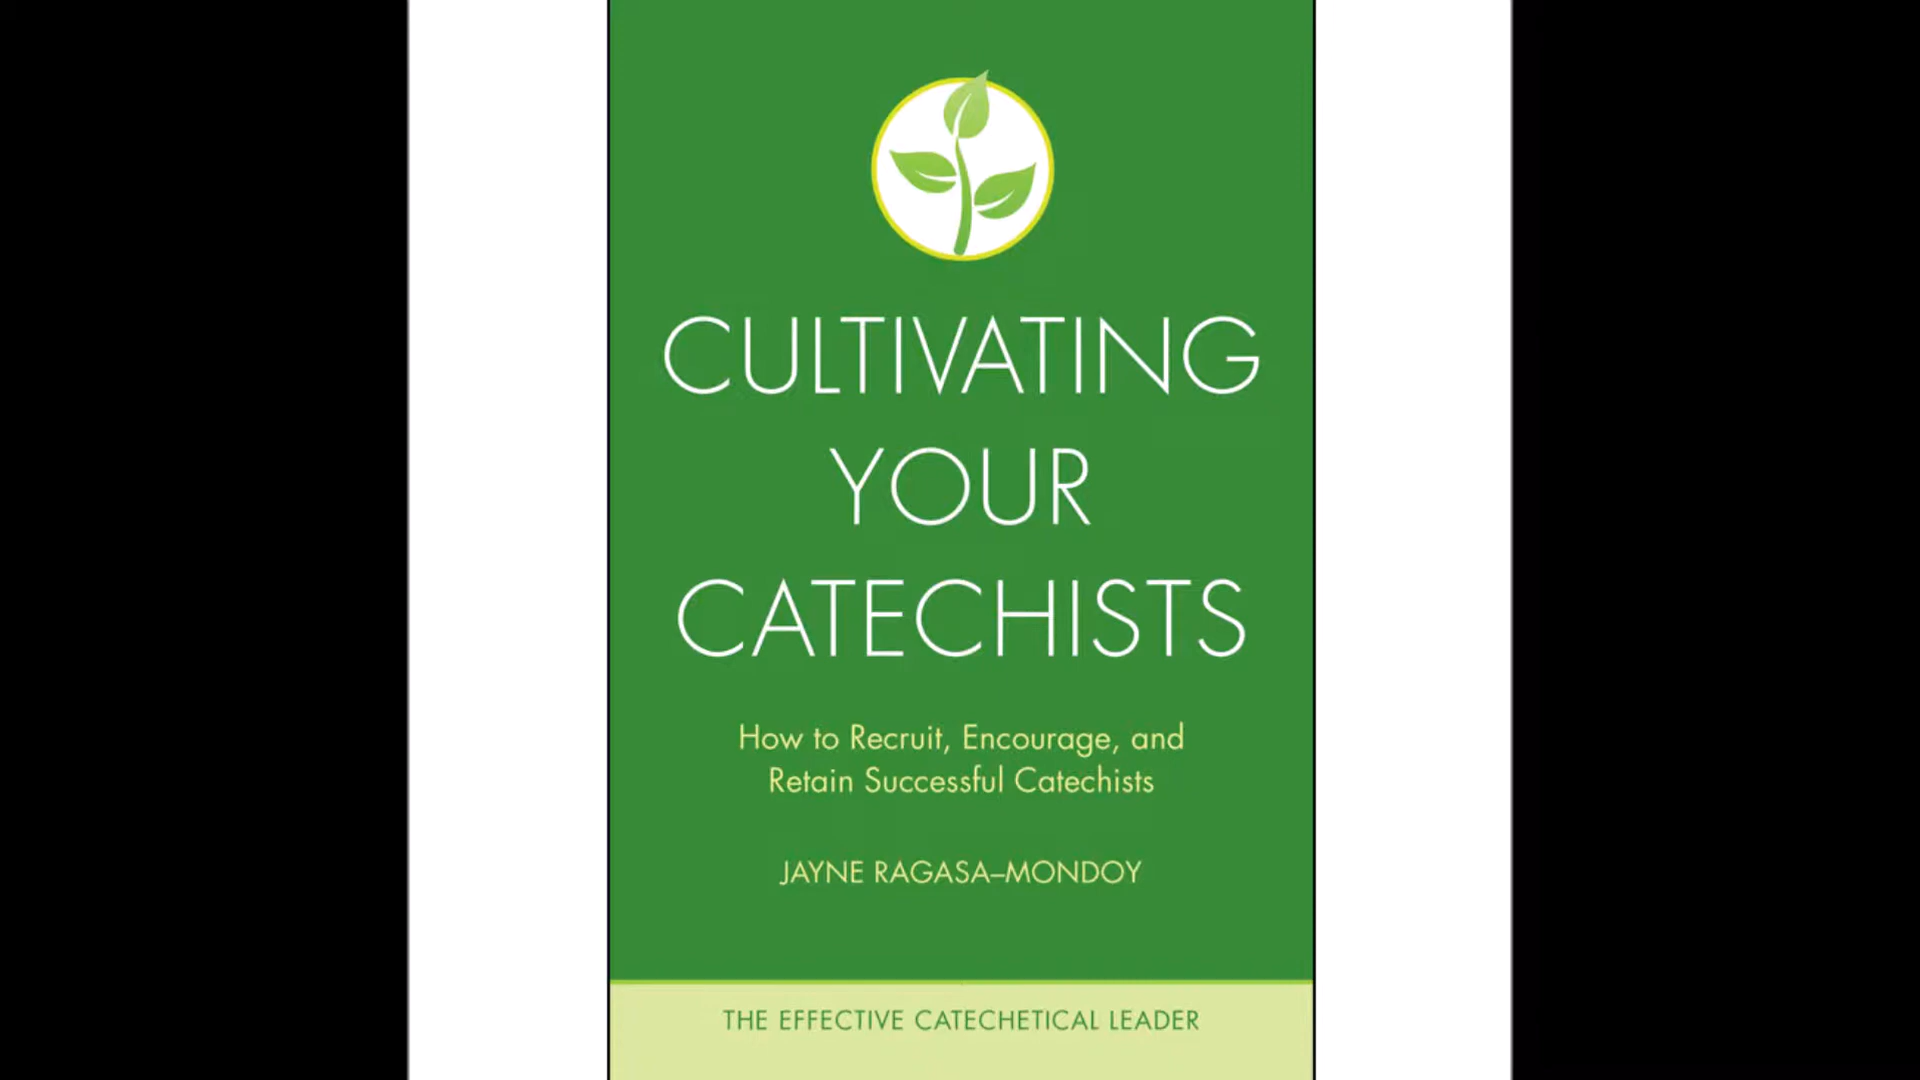 CULTIVATING
YOUR
CATECHISTS
How to Recruit, Encourage, and
Retain Successful Catechists
JAYNE RAGASA–MONDOY
THE EFFECTIVE CATECHETICAL LEADER